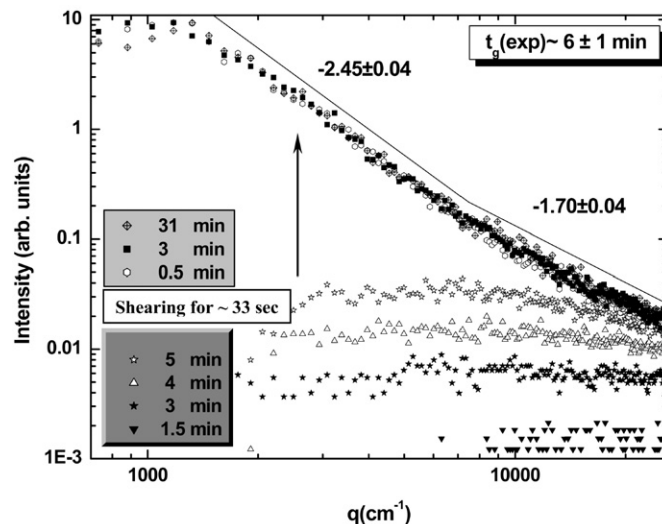 10
1
0.1
0.01
1E-3
Intensity (arb. units)
t_g(exp)~ 6 ± 1 min
-2.45±0.04
-1.70±0.04
31 min
3 min
0.5 min
Shearing for ~ 33 sec
5 min
4 min
3 min
1.5 min
1000
10000
q(cm⁻¹)